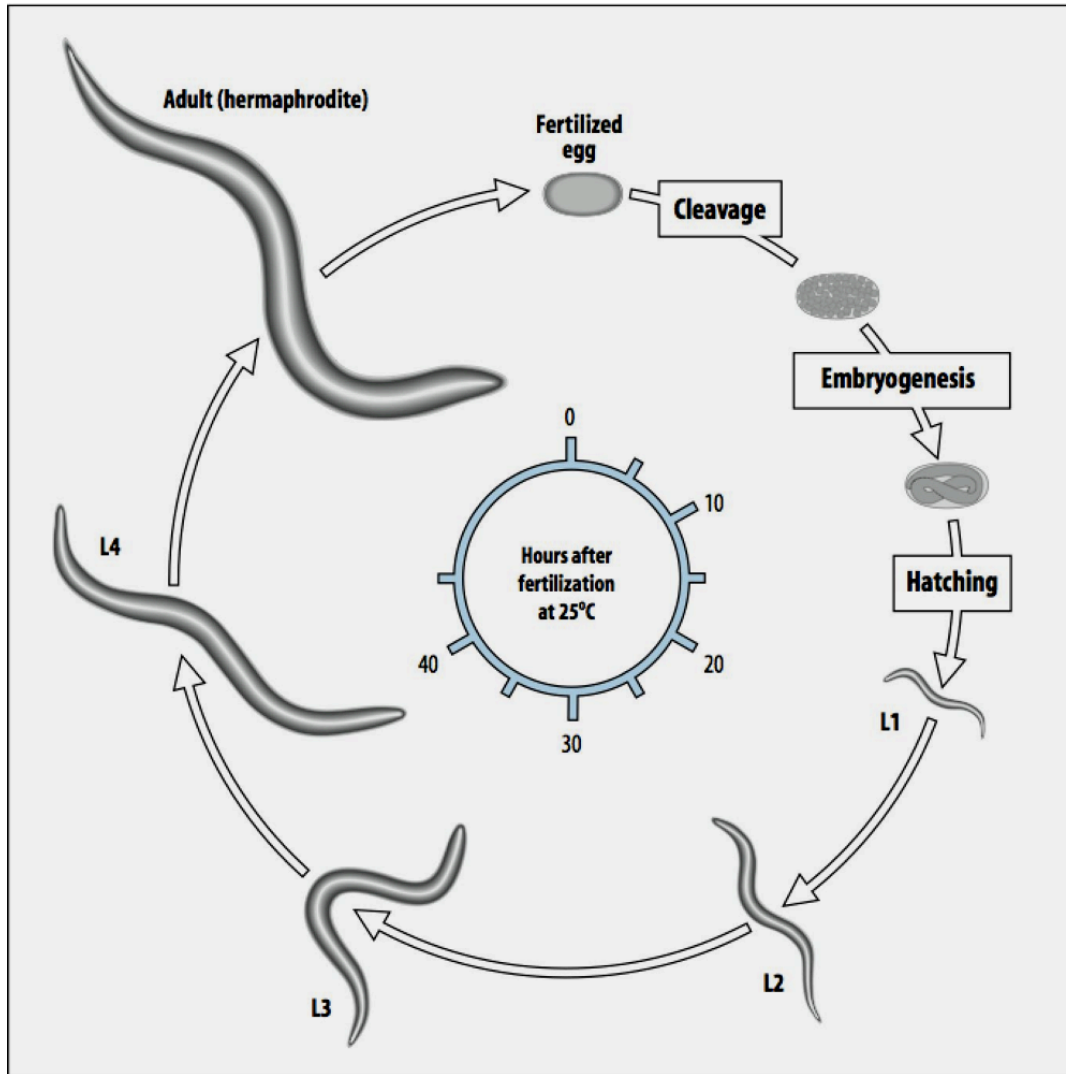 Adult (hermaphrodite)
Fertilized
egg
Cleavage
Embryogenesis
Hatching
L1
L2
L3
L4
0
10
20
30
40
Hours after
fertilization
at 25⁰C